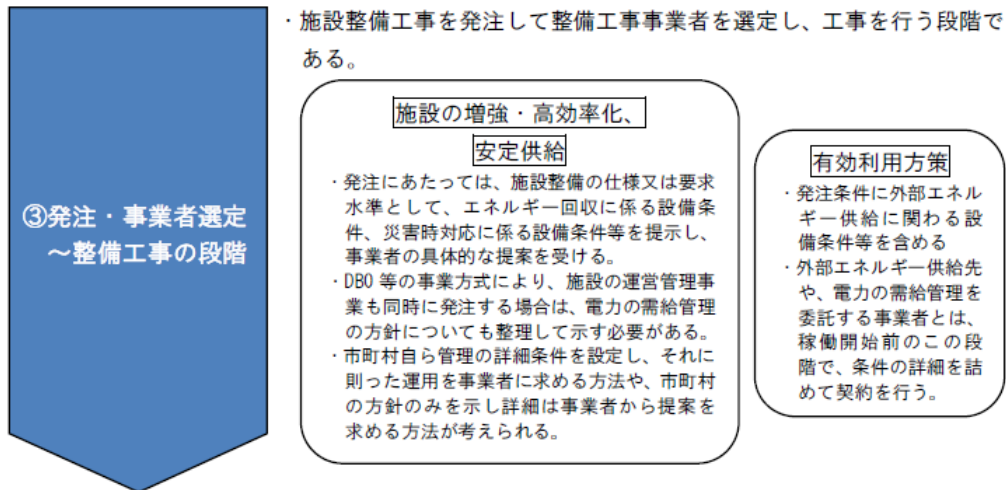 ③発注・事業者選定
～整備工事の段階
・施設整備工事を発注して整備工事事業者を選定し、工事を行う段階で
ある。
施設の増強・高効率化、
安定供給
・発注にあたっては、施設整備の仕様又は要求
水準として、エネルギー回収に係る設備条
件、災害時対応に係る設備条件等を提示し、
事業者の具体的な提案を受ける。
・DBO 等の事業方式により、施設の運営管理事
業も同時に発注する場合は、電力の需給管理
の方針についても整理して示す必要がある。
・市町村自ら管理の詳細条件を設定し、それに
則った運用を事業者に求める方法や、市町村
の方針のみを示し詳細は事業者から提案を
求める方法が考えられる。
有効利用方策
・発注条件に外部エネル
ギー供給に関わる設
備条件等を含める
・外部エネルギー供給先
や、電力の需給管理を
委託する事業者とは、
稼働開始前のこの段
階で、条件の詳細を詰
めて契約を行う。